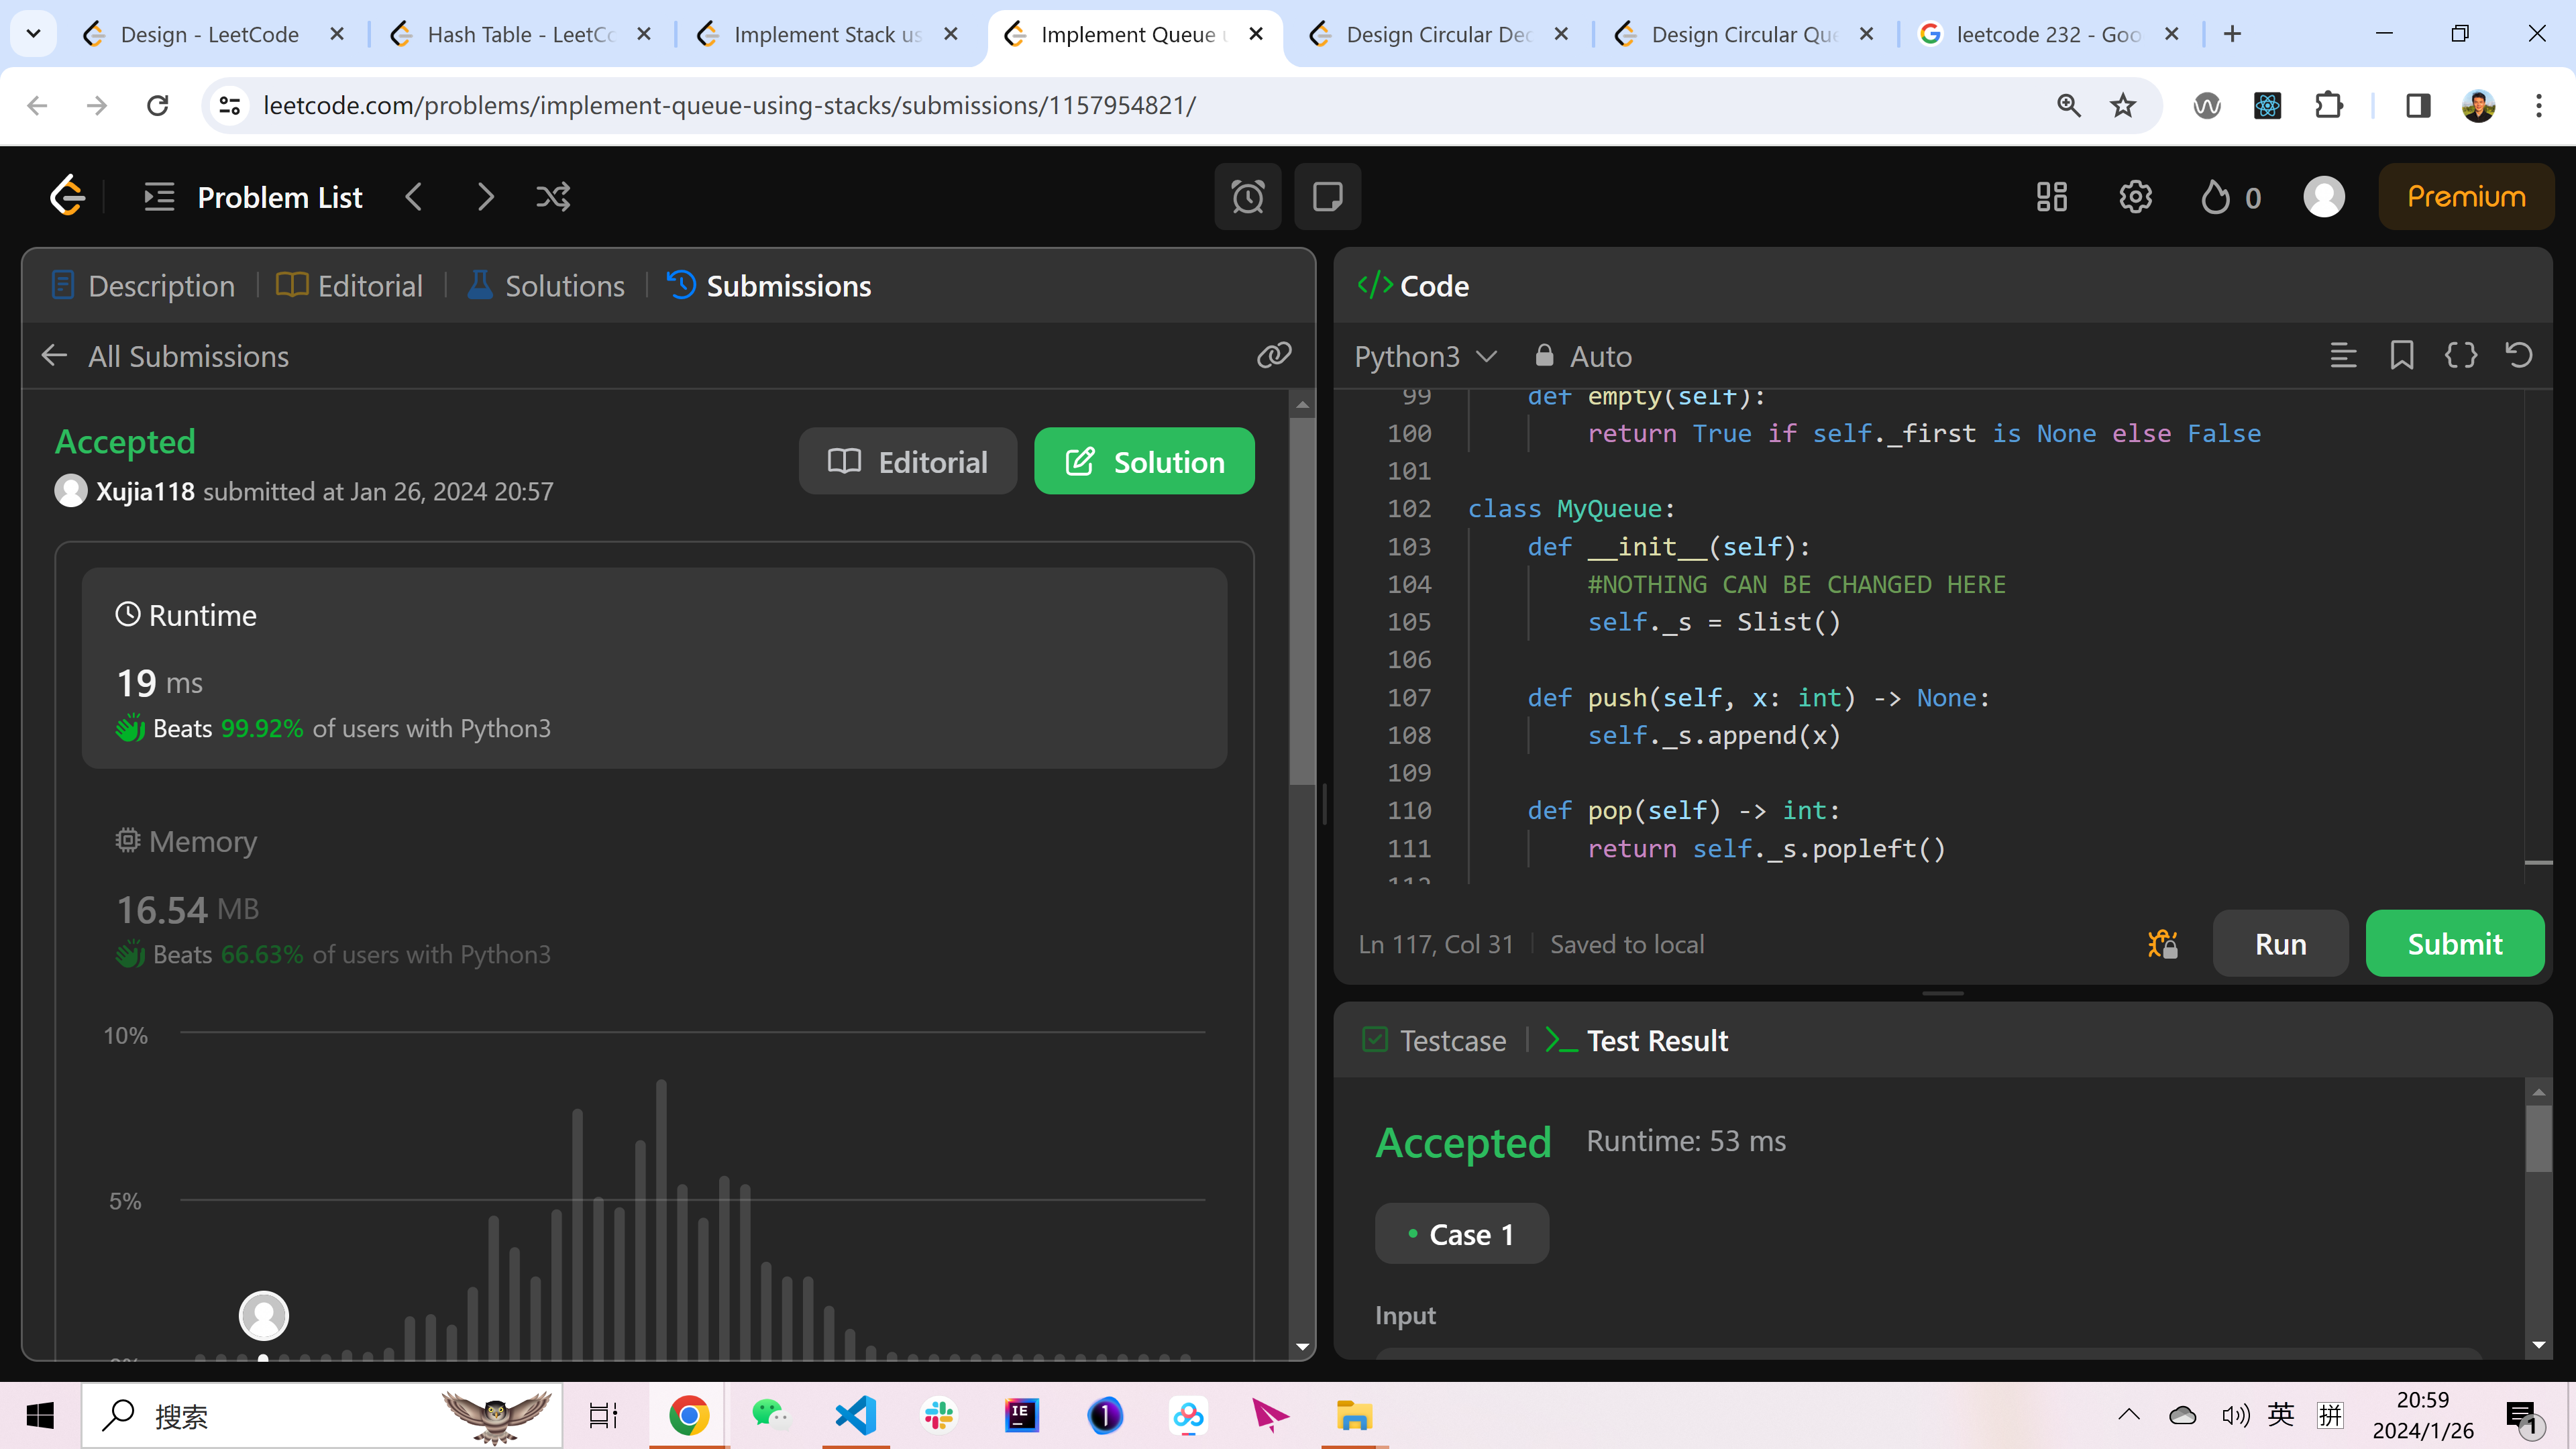 Design - LeetCode
Hash Table - LeetCo
Implement Stack us
Implement Queue u
Design Circular Dec
Design Circular Que
leetcode 232 - Goo
leetcode.com/problems/implement-queue-using-stacks/submissions/1157954821/
Problem List
0
Premium
Description
Editorial
Solutions
Submissions
All Submissions
Accepted
Xujia118 submitted at Jan 26, 2024 20:57
Editorial
Solution
Runtime
19 ms
Beats 99.92% of users with Python3
Memory
16.54 MB
Beats 66.63% of users with Python3
10%
5%
0%
</> Code
Python3
Auto
99 def empty(self):
100 return True if self._first is None else False
101
102 class MyQueue:
103 def __init__(self):
104 #NOTHING CAN BE CHANGED HERE
105 self._s = Slist()
106
107 def push(self, x: int) -> None:
108 self._s.append(x)
109
110 def pop(self) -> int:
111 return self._s.popleft()
112
Ln 117, Col 31
Saved to local
Run
Submit
Testcase
Test Result
Accepted
Runtime: 53 ms
Case 1
Input
搜索
IE
1
英
拼
20:59
2024/1/26
1